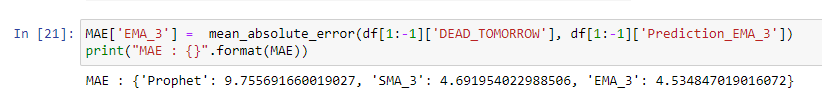 In [21]: MAE['EMA_3'] =  mean_absolute_error(df[1:-1]['DEAD_TOMORROW'], df[1:-1]['Prediction_EMA_3'])
print("MAE : {}".format(MAE))
MAE : {'Prophet': 9.755691660019027, 'SMA_3': 4.691954022988506, 'EMA_3': 4.534847019016072}